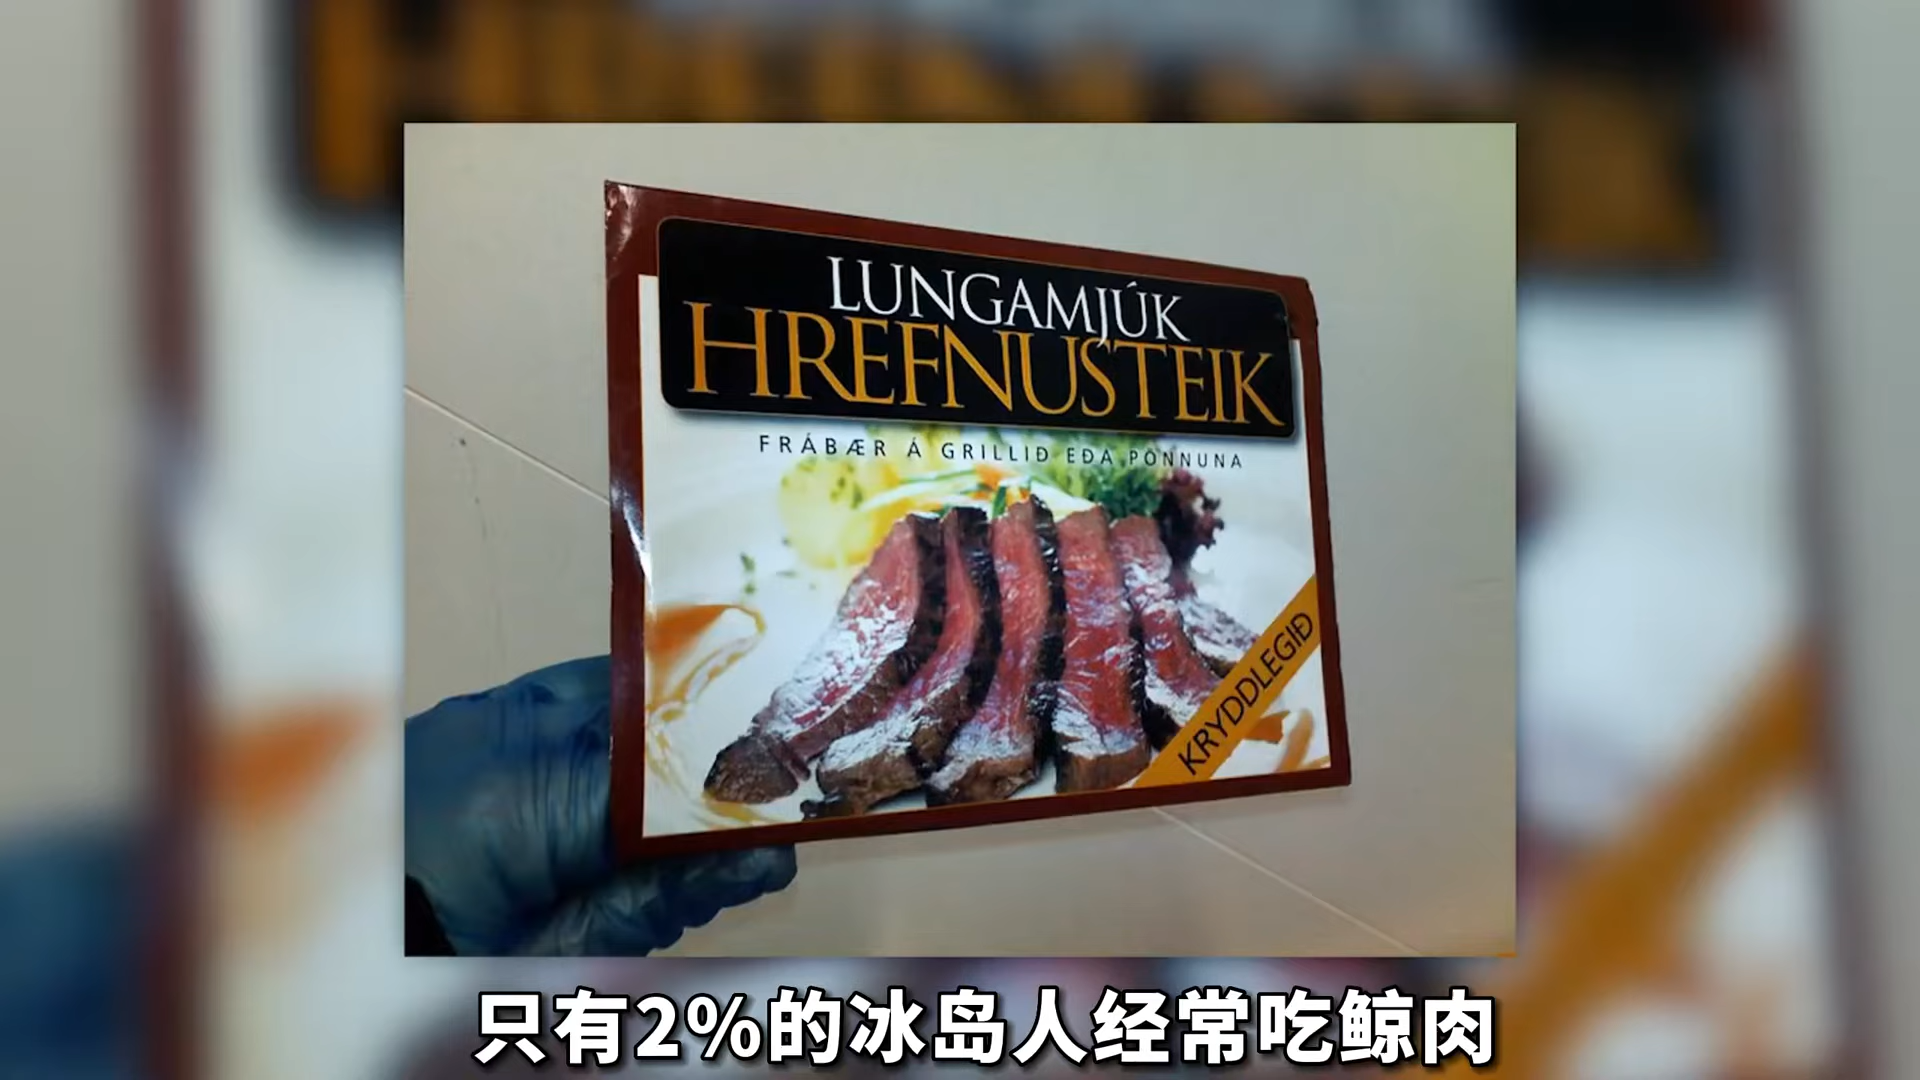 LUNGAMJÚK
HREFNUSTEIK
FRÁBÆR Á GRILLIÐ EÐA PÖNNUNA
KRYDDLEGIÐ
只有2%的冰岛人经常吃鲸肉